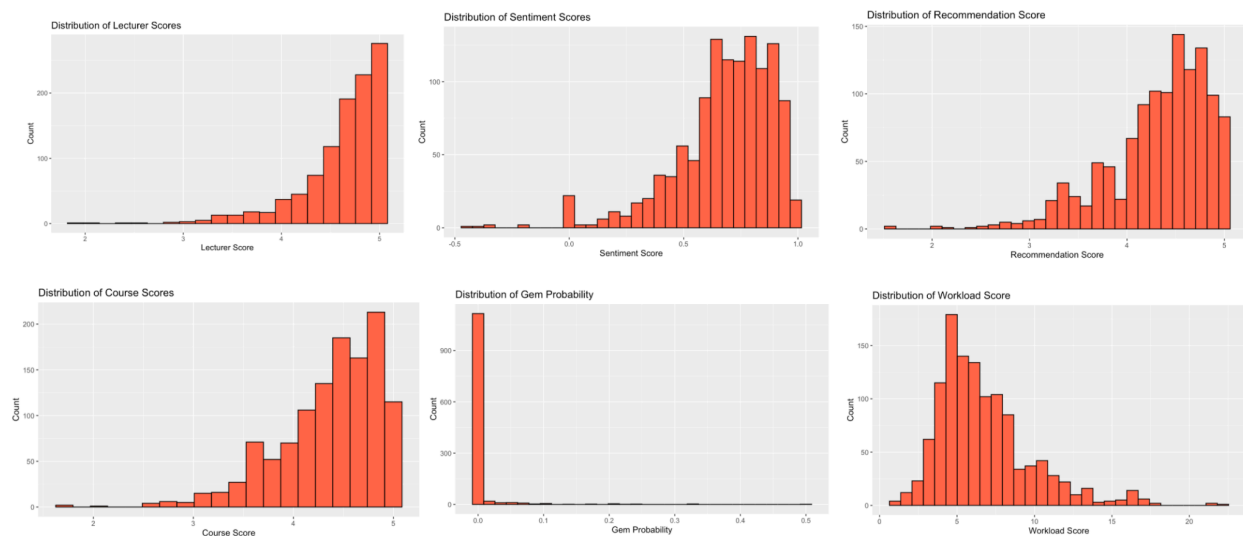 Distribution of Lecturer Scores
Count
0
100
200
2
3
4
5
Lecturer Score
Distribution of Sentiment Scores
Count
0
50
100
-0.5
0.0
0.5
1.0
Sentiment Score
Distribution of Recommendation Score
Count
0
50
100
150
2
3
4
5
Recommendation Score
Distribution of Course Scores
Count
0
50
100
150
200
2
3
4
5
Course Score
Distribution of Gem Probability
Count
0
300
600
900
0.0
0.1
0.2
0.3
0.4
0.5
Gem Probability
Distribution of Workload Score
Count
0
50
100
150
0
5
10
15
20
Workload Score